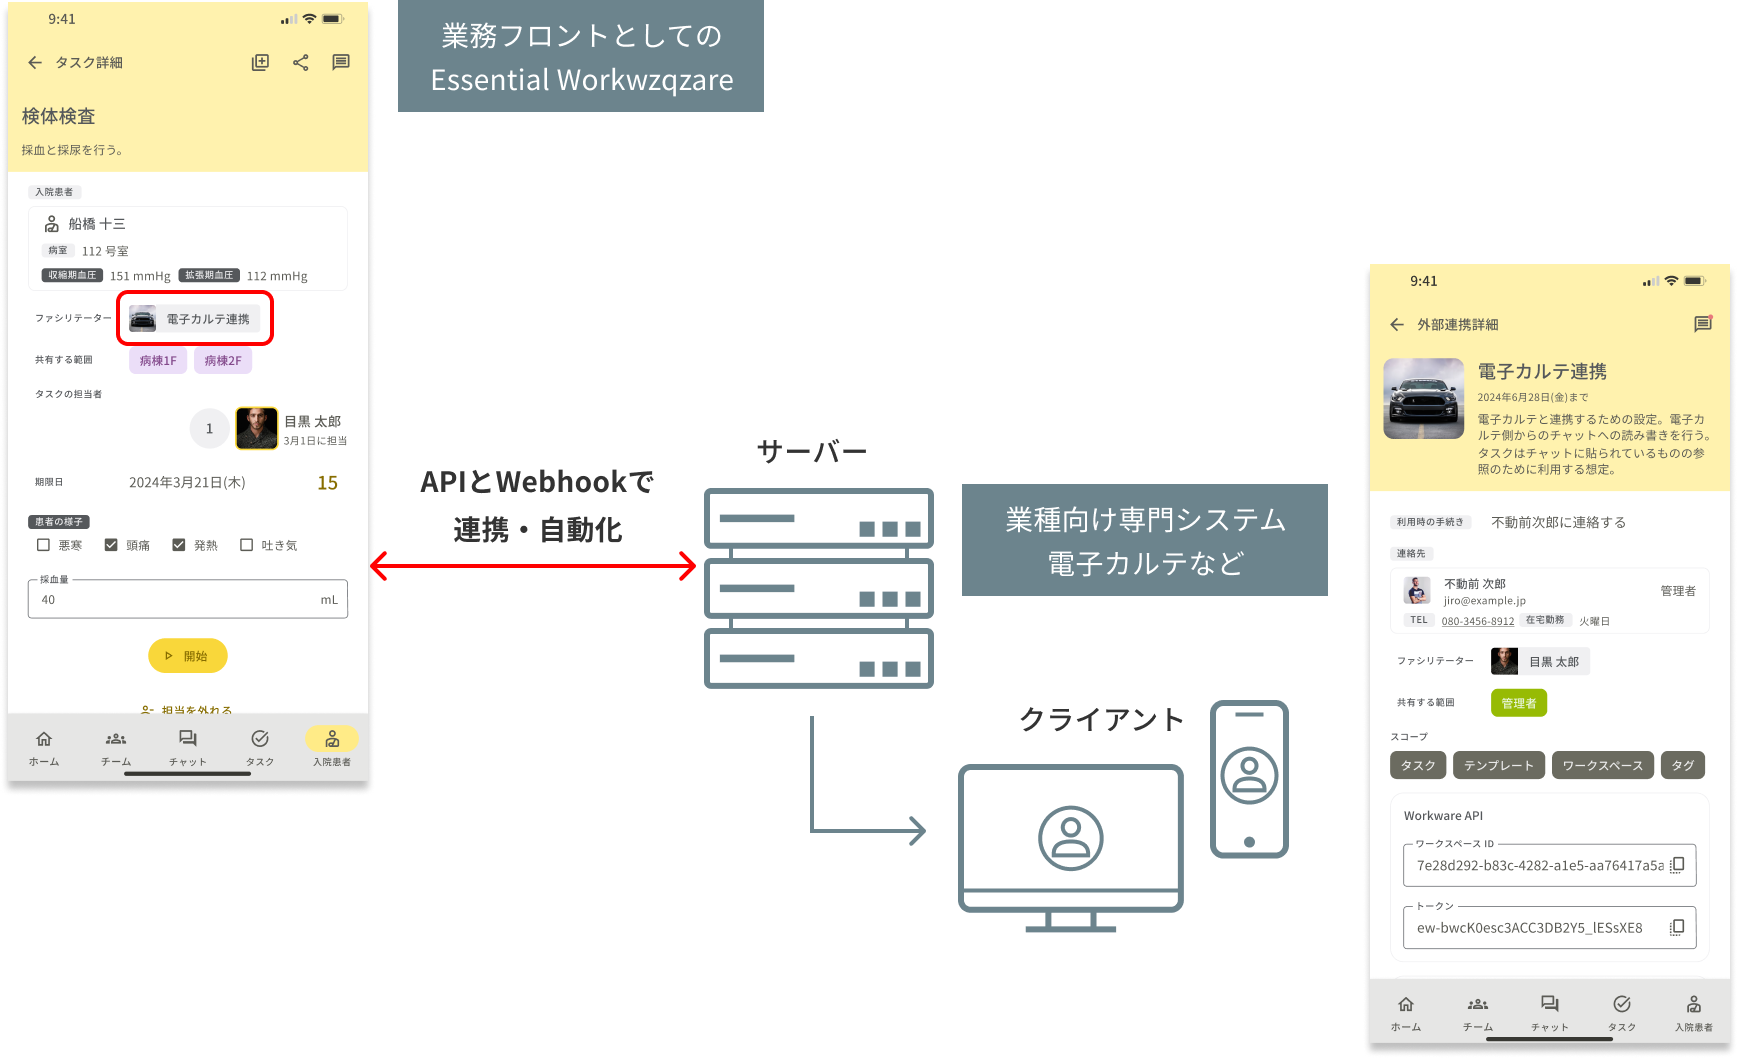 9:41
タスク詳細
検体検査
採血と採尿を行う。
入院患者
船橋 十三
病室 112 号室
収縮期血圧 151 mmHg 拡張期血圧 112 mmHg
ファシリテーター 電子カルテ連携
共有する範囲 病棟1F 病棟2F
タスクの担当者
1 目黒 太郎
3月1日に担当
期限日 2024年3月21日(木) 15
患者の様子
悪寒 頭痛 発熱 吐き気
採血量
40 mL
開始
担当を外れる
ホーム チーム チャット タスク 入院患者
業務フロントとしての
Essential Workwzqzare
APIとWebhookで
連携・自動化
サーバー
業種向け専門システム
電子カルテなど
クライアント
9:41
外部連携詳細
電子カルテ連携
2024年6月28日(金)まで
電子カルテと連携するための設定。電子カ
ルテ側からのチャットへの読み書きを行う。
タスクはチャットに貼られているものの参
照のために利用する想定。
利用時の手続き 不動前次郎に連絡する
連絡先
不動前 次郎 管理者
jiro@example.jp
TEL 080-3456-8912 在宅勤務 火曜日
ファシリテーター 目黒 太郎
共有する範囲 管理者
スコープ
タスク テンプレート ワークスペース タグ
Workware API
ワークスペース ID
7e28d292-b83c-4282-a1e5-aa76417a5a
トークン
ew-bwcK0esc3ACC3DB2Y5_lESsXE8
ホーム チーム チャット タスク 入院患者